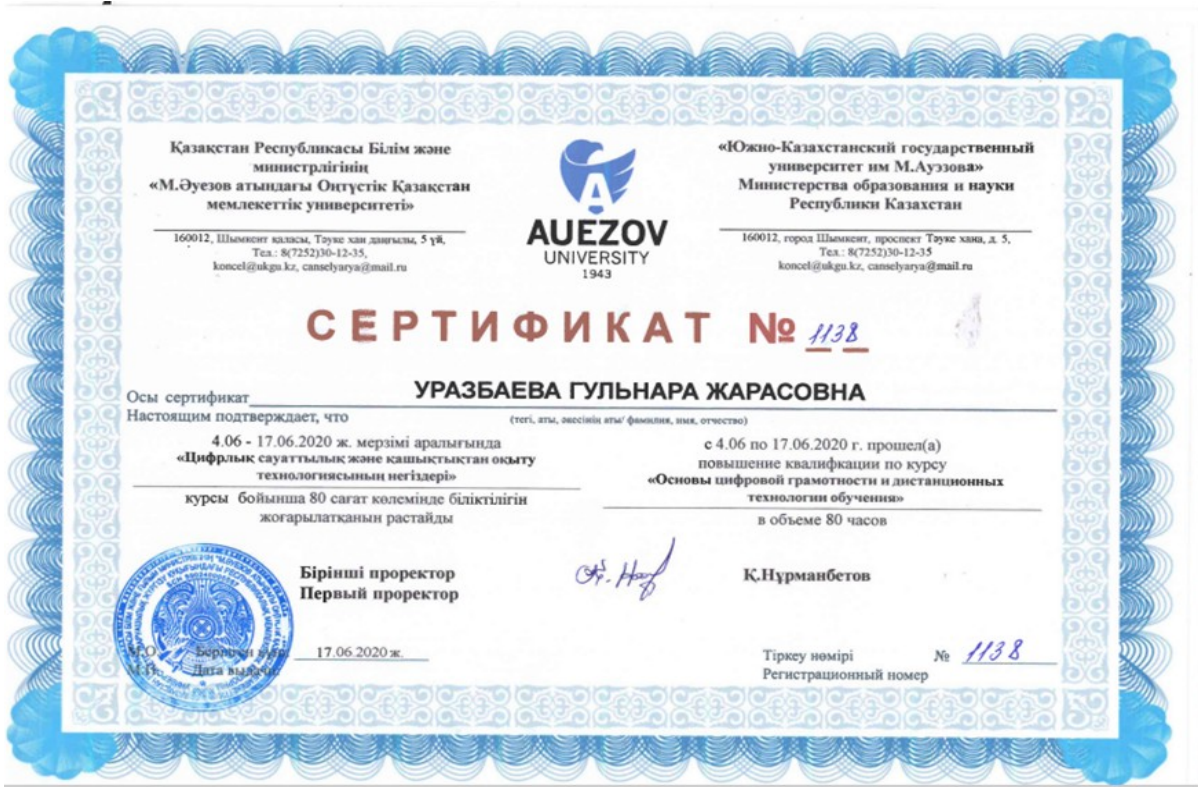 Қазақстан Республикасы Білім және
министрлігінің
«М.Әуезов атындағы Оңтүстік Қазақстан
мемлекеттік университеті»
160012, Шымкент қаласы, Тәуке хан даңғылы, 5 үй,
Тел.: 8(7252)30-12-35,
koncel@ukgu.kz, canselyarya@mail.ru
AUEZOV
UNIVERSITY
1943
«Южно-Казахстанский государственный
университет им М.Ауэзова»
Министерства образования и науки
Республики Казахстан
160012, город Шымкент, проспект Тауке хана, д. 5,
Тел.: 8(7252)30-12-35
koncel@ukgu.kz, canselyarya@mail.ru
СЕРТИФИКАТ № 1138
Осы сертификат УРАЗБАЕВА ГУЛЬНАРА ЖАРАСОВНА
Настоящим подтверждает, что (тегі, аты, әкесінің аты/ фамилия, имя, отчество)
4.06 - 17.06.2020 ж. мерзімі аралығында
«Цифрлық сауаттылық және қашықтықтан оқыту
технологиясының негіздері»
курсы бойынша 80 сағат көлемінде біліктілігін
жоғарылатқанын растайды
с 4.06 по 17.06.2020 г. прошел(а)
повышение квалификации по курсу
«Основы цифровой грамотности и дистанционных
технологии обучения»
в объеме 80 часов
Бірінші проректор
Первый проректор
Қ.Нұрманбетов
М.О. Берілген күні: 17.06.2020 ж.
М.П. Дата выдачи:
Тіркеу нөмірі № 1138
Регистрационный номер